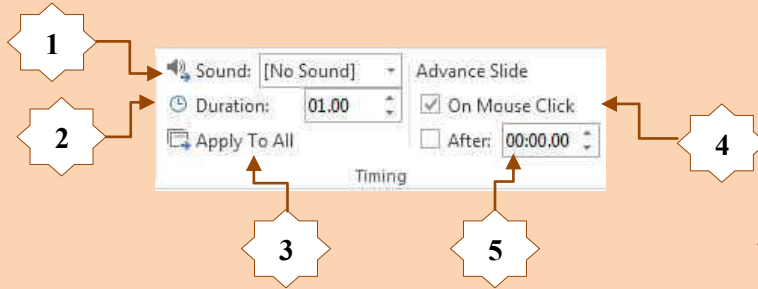 1
Sound: [No Sound] Advance Slide
2
Duration: 01.00 On Mouse Click
4
Apply To All After: 00:00.00
Timing
3
5